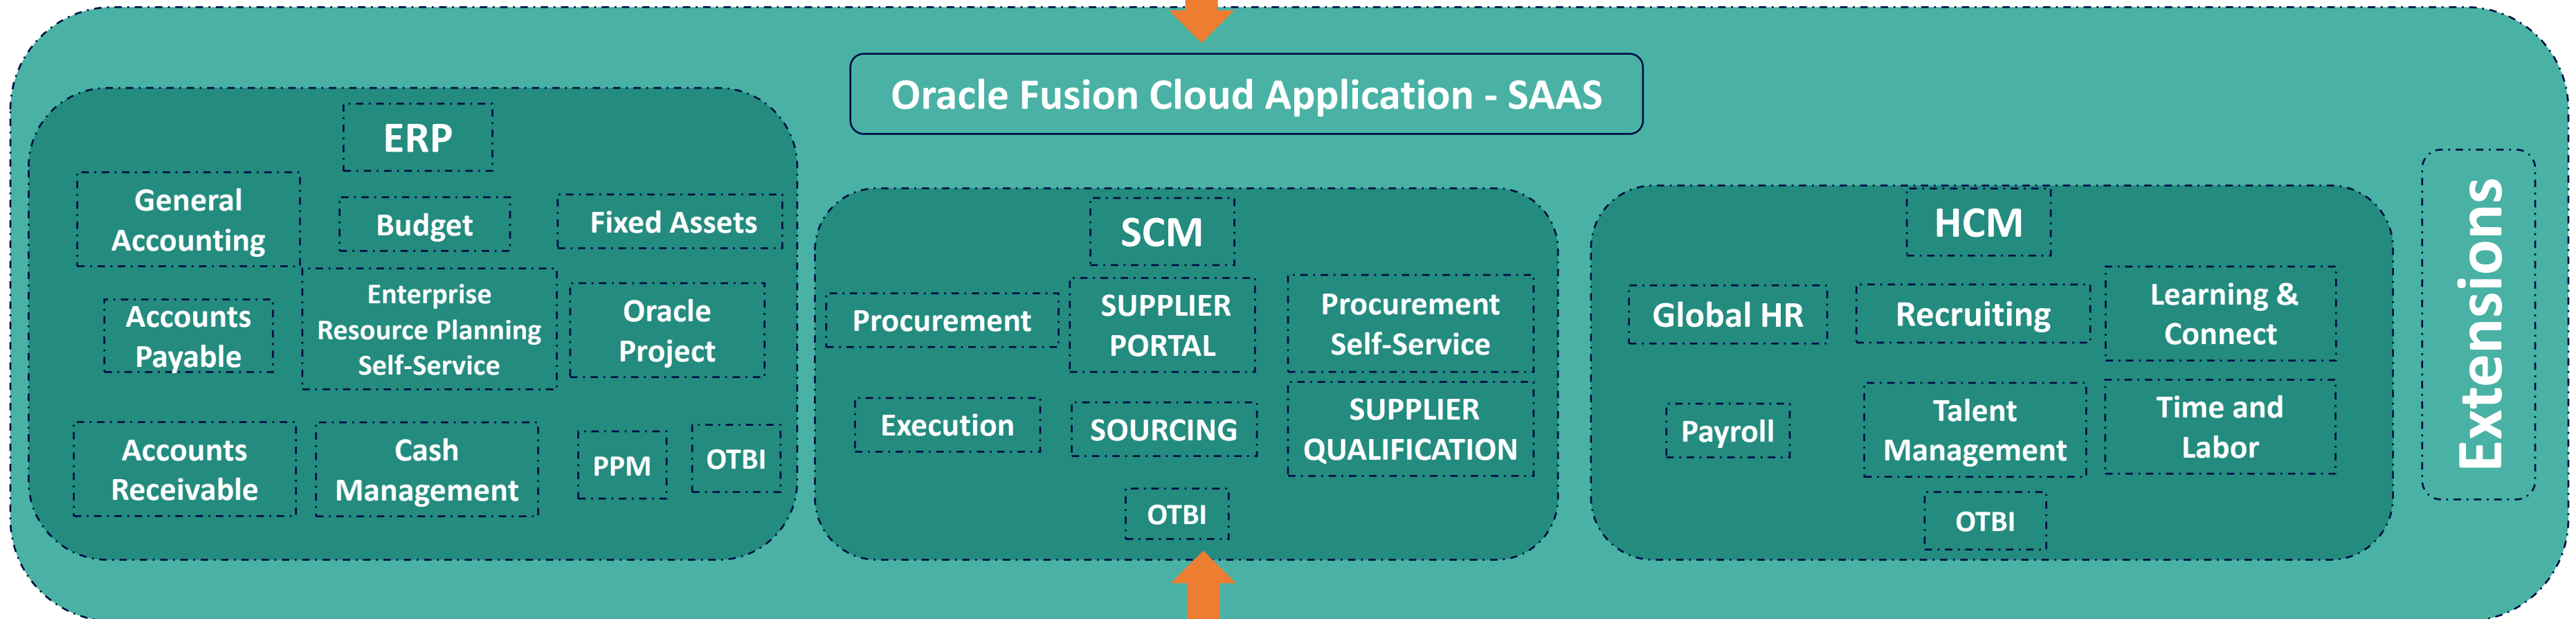 Oracle Fusion Cloud Application - SAAS
ERP
General
Accounting
Budget
Fixed Assets
Accounts
Payable
Enterprise
Resource Planning
Self-Service
Oracle
Project
Accounts
Receivable
Cash
Management
PPM
OTBI
SCM
Procurement
SUPPLIER
PORTAL
Procurement
Self-Service
Execution
SOURCING
SUPPLIER
QUALIFICATION
OTBI
HCM
Global HR
Recruiting
Learning &
Connect
Payroll
Talent
Management
Time and
Labor
OTBI
Extensions